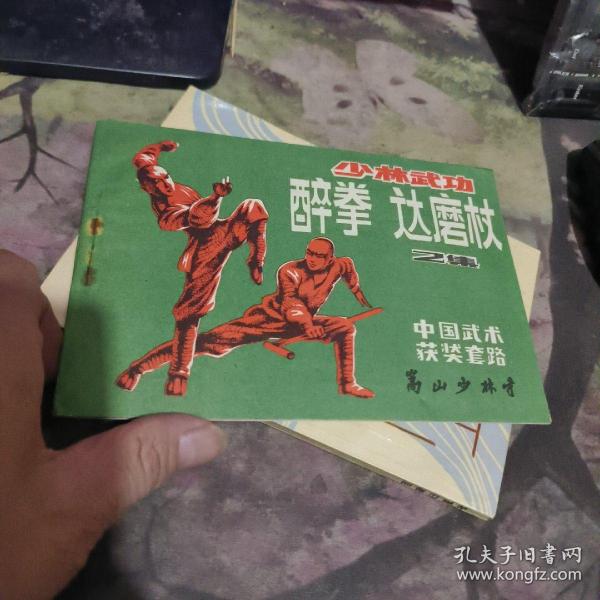 少林武功
醉拳 达磨杖
2集
中国武术
获奖套路
嵩山少林寺
孔夫子旧书网
www.kongfz.com